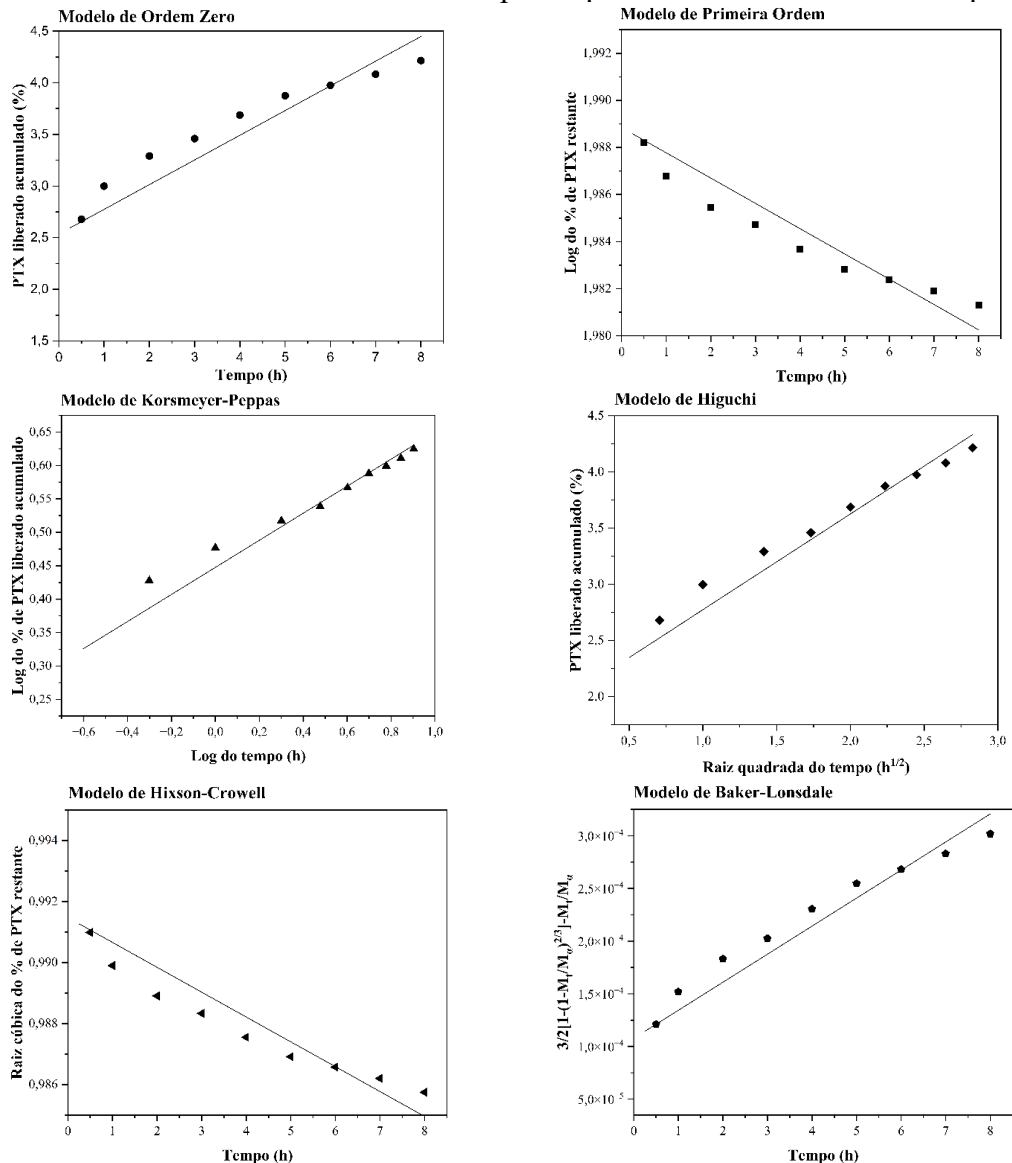 Modelo de Ordem Zero
PTX liberado acumulado (%)
4,5
4,0
3,5
3,0
2,5
2,0
1,5
0 1 2 3 4 5 6 7 8
Tempo (h)
Modelo de Primeira Ordem
Log do % de PTX restante
1,992
1,990
1,988
1,986
1,984
1,982
1,980
0 1 2 3 4 5 6 7 8
Tempo (h)
Modelo de Korsmeyer-Peppas
Log do % de PTX liberado acumulado
0,65
0,60
0,55
0,50
0,45
0,40
0,35
0,30
0,25
−0,6 −0,4 −0,2 0,0 0,2 0,4 0,6 0,8 1,0
Log do tempo (h)
Modelo de Higuchi
PTX liberado acumulado (%)
4.5
4.0
3.5
3.0
2.5
2.0
0,5 1,0 1,5 2,0 2,5 3,0
Raiz quadrada do tempo (h^1/2)
Modelo de Hixson-Crowell
Raiz cúbica do % de PTX restante
0,994
0,992
0,990
0,988
0,986
0 1 2 3 4 5 6 7 8
Tempo (h)
Modelo de Baker-Lonsdale
3/2[1-(1-Mt/Mα)^2/3]-Mt/Mα
3,0×10⁻⁴
2,5×10⁻⁴
2,0×10⁻⁴
1,5×10⁻⁴
1,0×10⁻⁴
5,0×10⁻⁵
0 1 2 3 4 5 6 7 8
Tempo (h)